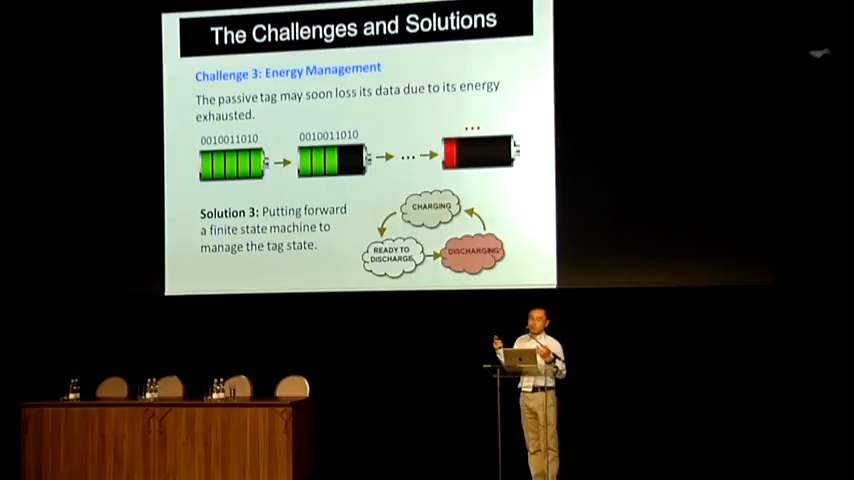 The Challenges and Solutions
Challenge 3: Energy Management
The passive tag may soon loss its data due to its energy
exhausted.
0010011010
0010011010
...
...
Solution 3: Putting forward
a finite state machine to
manage the tag state.
CHARGING
READY TO
DISCHARGE
DISCHARGING